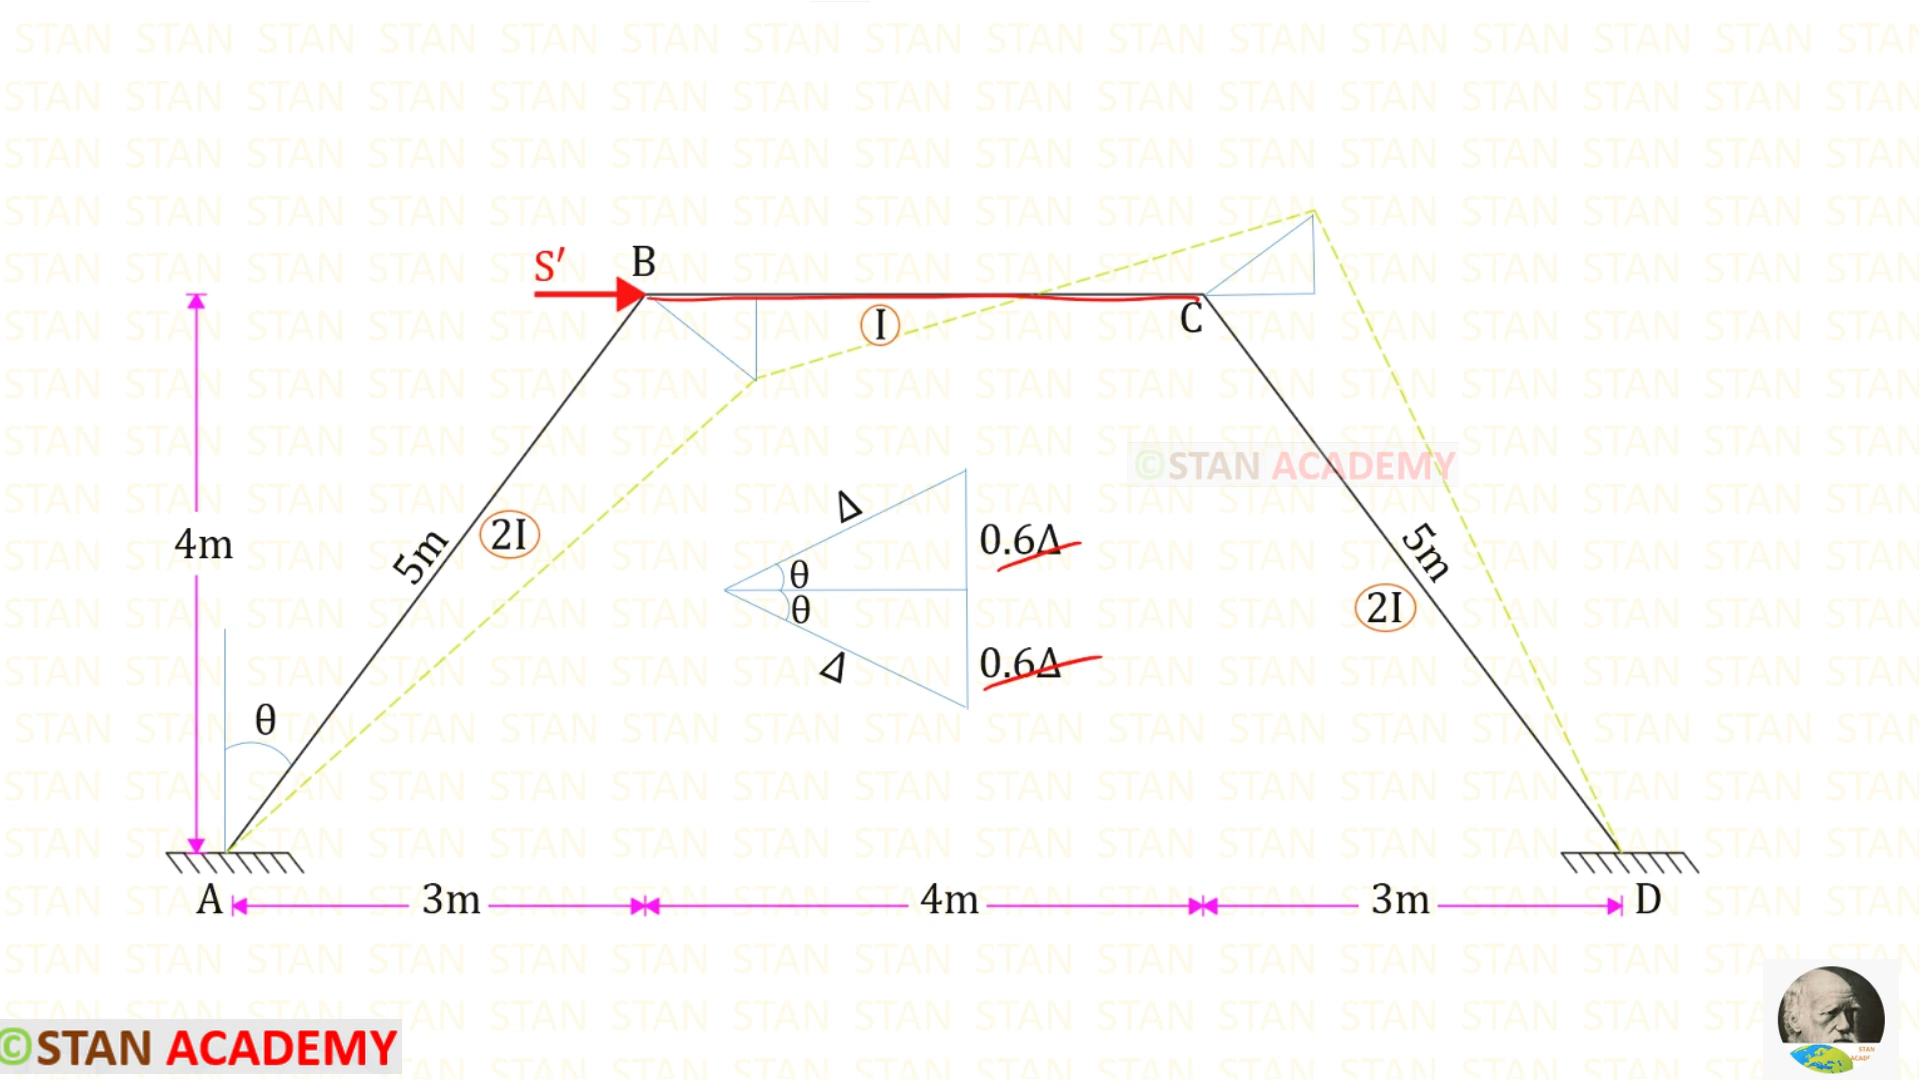 S′
B
I
C
©STAN ACADEMY
4m
5m
2I
Δ
0.6Δ
θ
θ
Δ
0.6Δ
5m
2I
θ
A
3m
4m
3m
D
©STAN ACADEMY